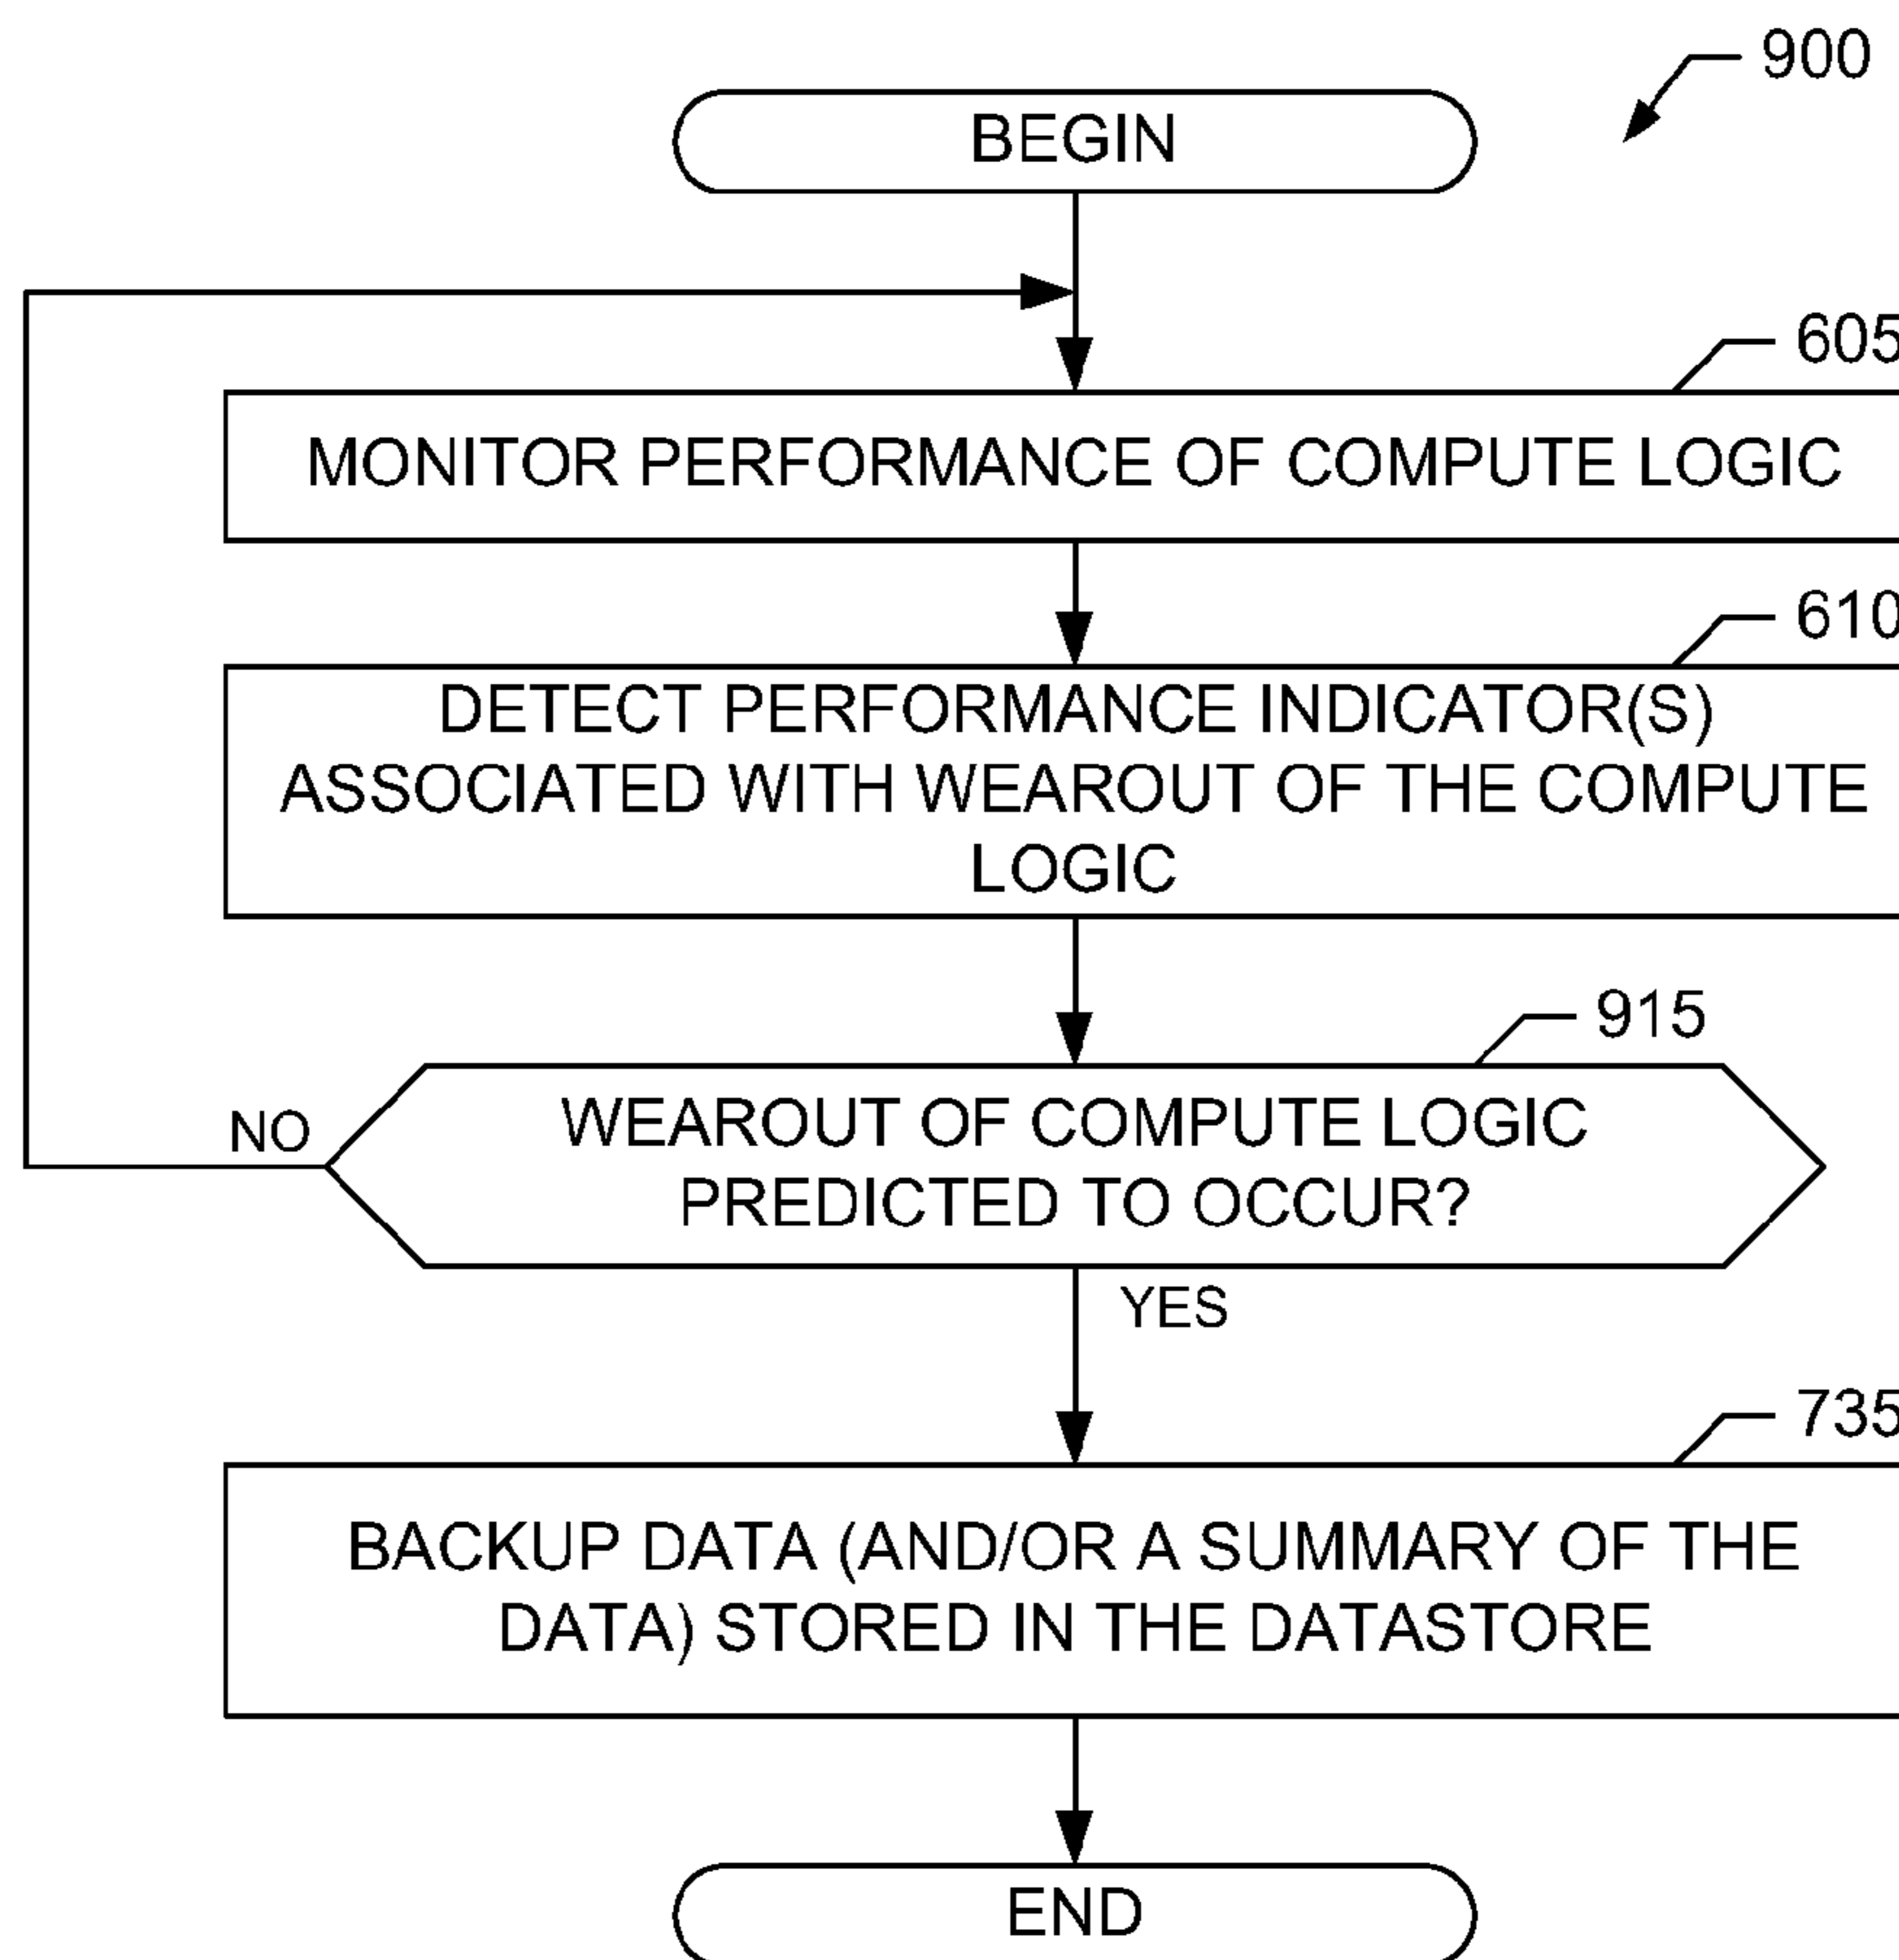 900
BEGIN
605
MONITOR PERFORMANCE OF COMPUTE LOGIC
610
DETECT PERFORMANCE INDICATOR(S)
ASSOCIATED WITH WEAROUT OF THE COMPUTE
LOGIC
915
NO
WEAROUT OF COMPUTE LOGIC
PREDICTED TO OCCUR?
YES
735
BACKUP DATA (AND/OR A SUMMARY OF THE
DATA) STORED IN THE DATASTORE
END